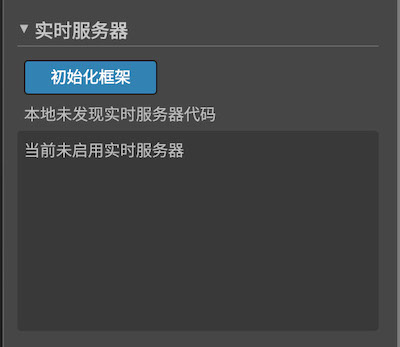 实时服务器
初始化框架
本地未发现实时服务器代码
当前未启用实时服务器